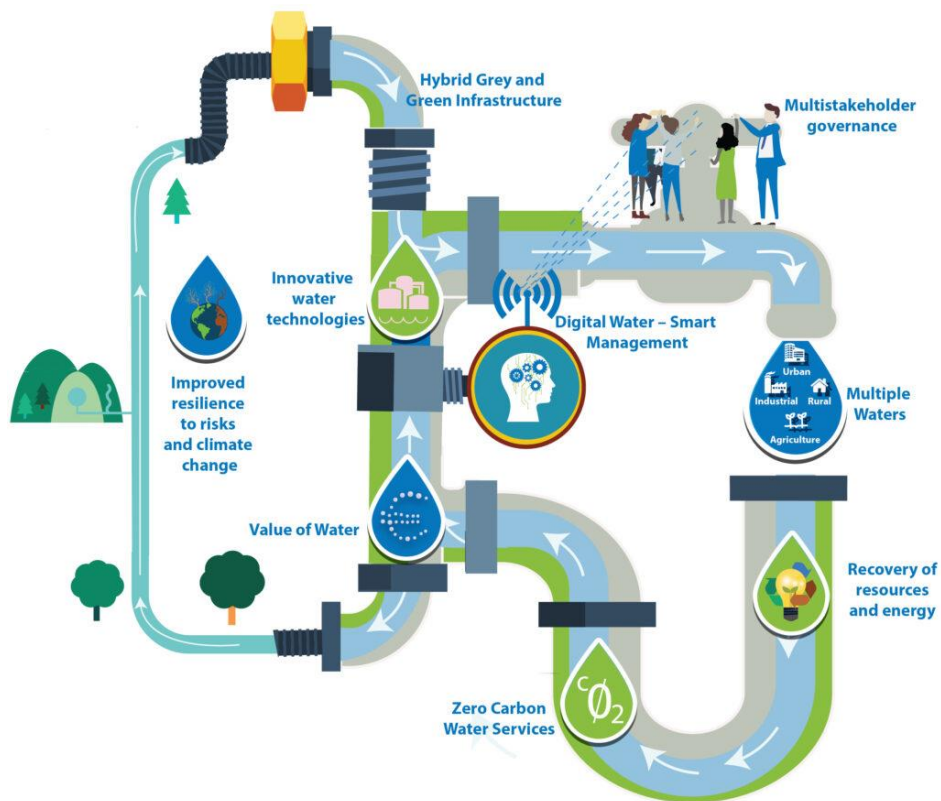 Hybrid Grey and
Green Infrastructure
Multistakeholder
governance
Innovative
water
technologies
Digital Water – Smart
Management
Improved
resilience
to risks
and climate
change
Urban
Industrial Rural
Agriculture
Multiple
Waters
Value of Water
Recovery of
resources
and energy
Zero Carbon
Water Services
CO2